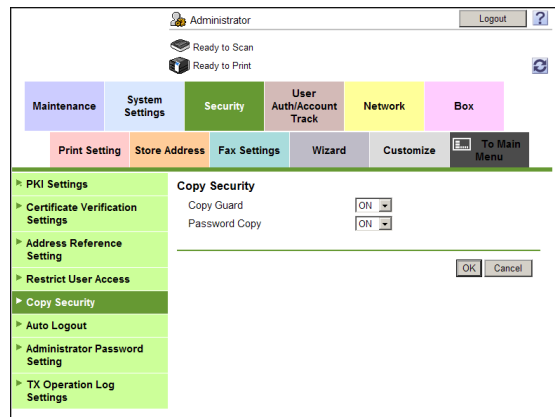 Administrator
Logout
?
Ready to Scan
Ready to Print
Maintenance
System
Settings
Security
User
Auth/Account
Track
Network
Box
Print Setting
Store Address
Fax Settings
Wizard
Customize
To Main
Menu
PKI Settings
Certificate Verification
Settings
Address Reference
Setting
Restrict User Access
Copy Security
Auto Logout
Administrator Password
Setting
TX Operation Log
Settings
Copy Security
Copy Guard ON
Password Copy ON
OK Cancel